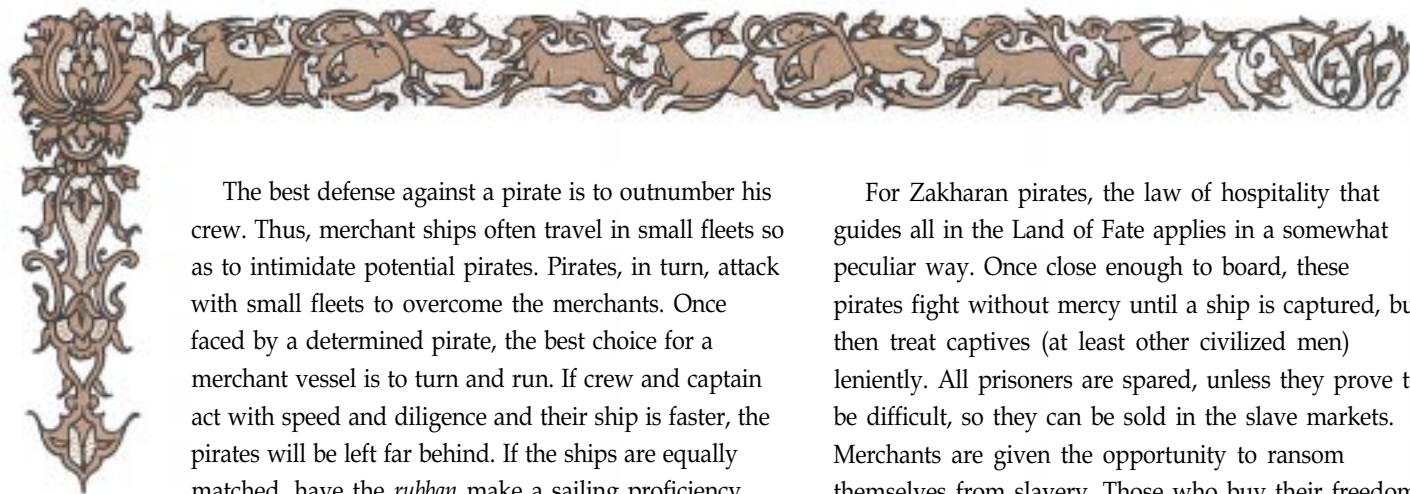 The best defense against a pirate is to outnumber his
crew. Thus, merchant ships often travel in small fleets so
as to intimidate potential pirates. Pirates, in turn, attack
with small fleets to overcome the merchants. Once
faced by a determined pirate, the best choice for a
merchant vessel is to turn and run. If crew and captain
act with speed and diligence and their ship is faster, the
pirates will be left far behind. If the ships are equally
matched, have the rubban make a sailing proficiency
For Zakharan pirates, the law of hospitality that
guides all in the Land of Fate applies in a somewhat
peculiar way. Once close enough to board, these
pirates fight without mercy until a ship is captured,
then treat captives (at least other civilized men)
leniently. All prisoners are spared, unless they prove
be difficult, so they can be sold in the slave markets.
Merchants are given the opportunity to ransom
themselves from slavery. Those who buy their freedom